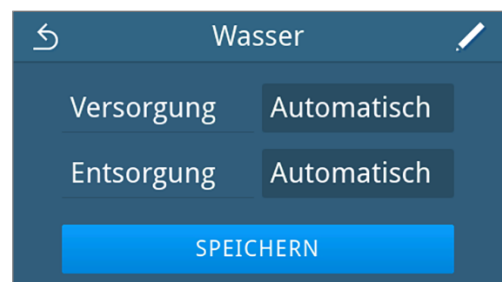 Wasser
Versorgung Automatisch
Entsorgung Automatisch
SPEICHERN